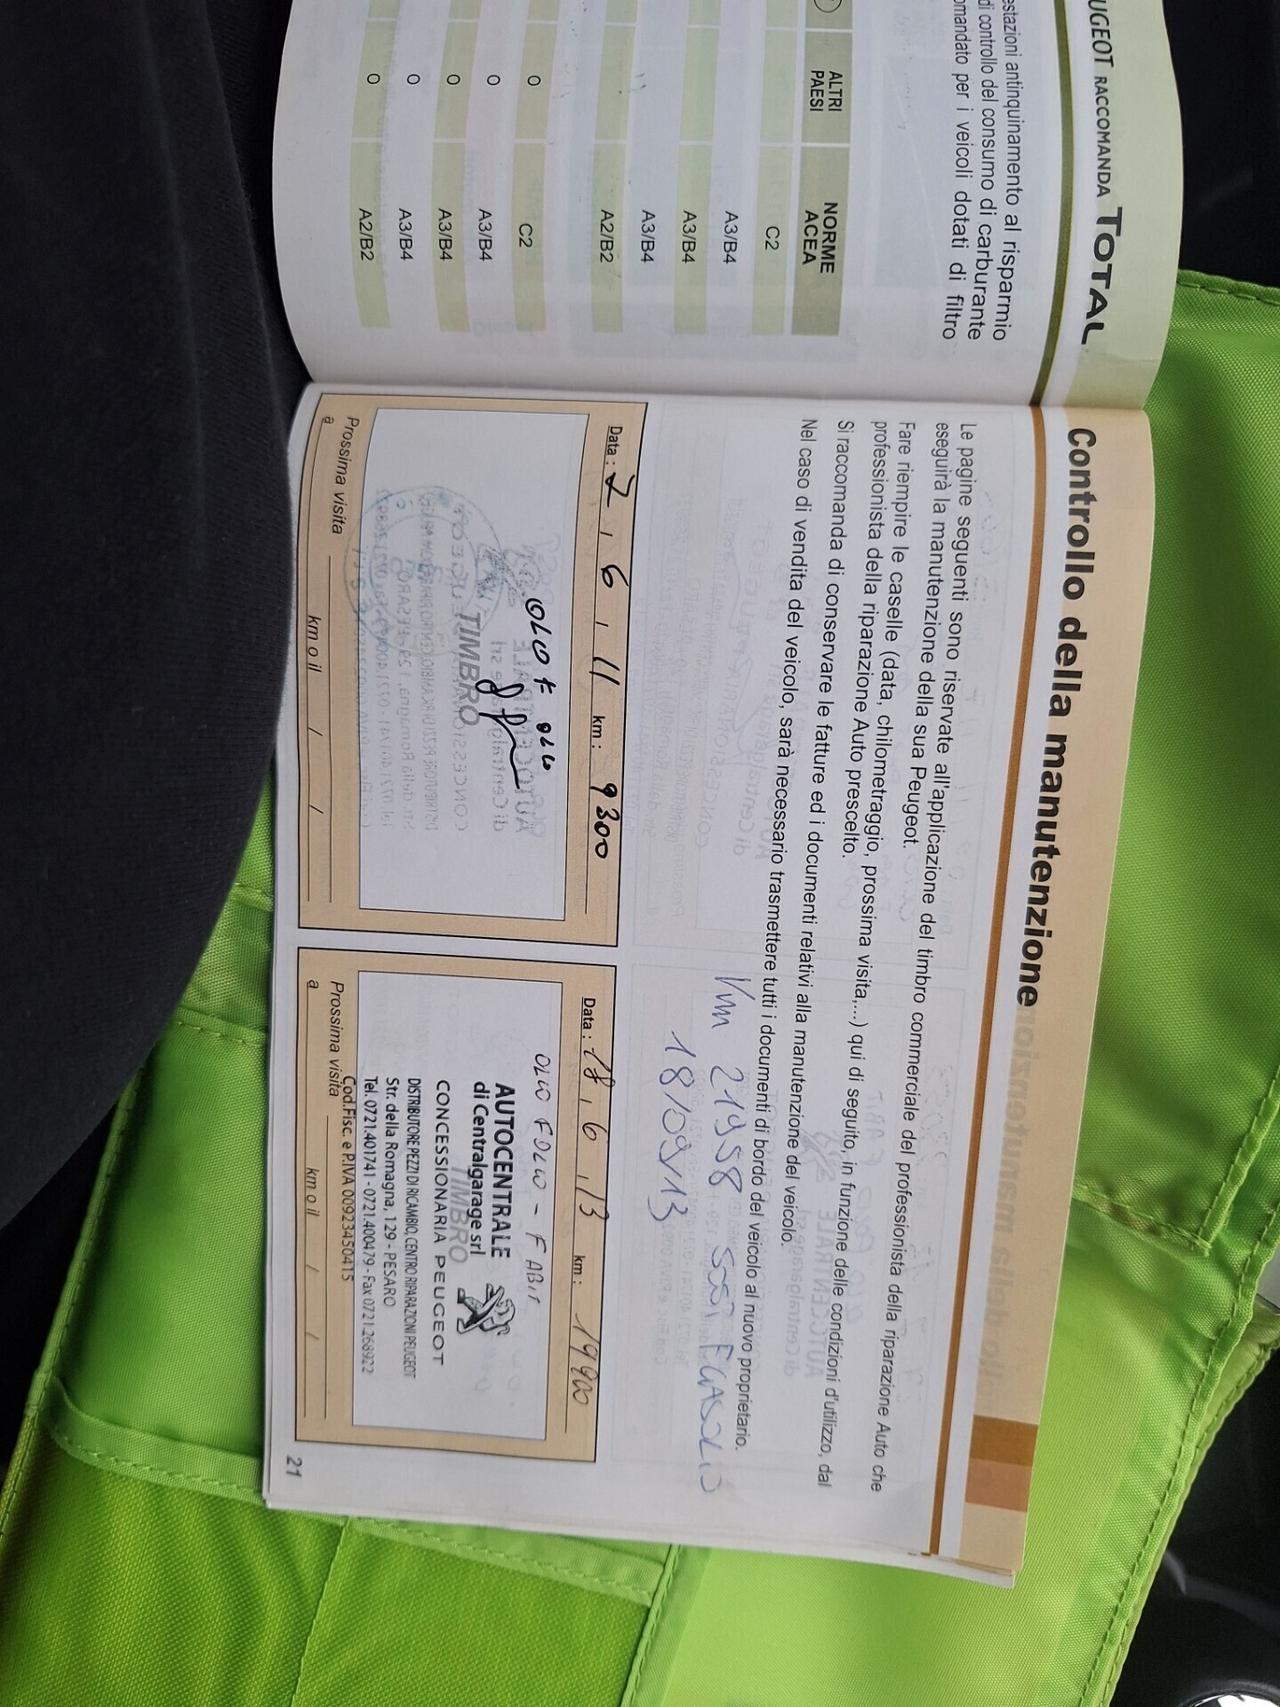 UGEOT RACCOMANDA TOTAL
estazioni antinquinamento al risparmio
di controllo del consumo di carburante
omandato per i veicoli dotati di filtro
ALTRI PAESI
NORME ACEA
C2
A3/B4
A3/B4
A3/B4
A2/B2
O C2
O A3/B4
O A3/B4
O A3/B4
O A2/B2
Controllo della manutenzione
Le pagine seguenti sono riservate all'applicazione del timbro commerciale del professionista della riparazione Auto che
eseguirà la manutenzione della sua Peugeot.
Fare riempire le caselle (data, chilometraggio, prossima visita,...) qui di seguito, in funzione delle condizioni d'utilizzo, dal
professionista della riparazione Auto prescelto.
Si raccomanda di conservare le fatture ed i documenti relativi alla manutenzione del veicolo.
Nel caso di vendita del veicolo, sarà necessario trasmettere tutti i documenti di bordo del veicolo al nuovo proprietario.
Km 21958 FGASOLIO
18/09/13
Data: 7, 6, 11 km: 9300
OLIO F OLIO
TIMBRO
Prossima visita
a km o il / /
Data: 18, 6, 13 km: 19900
OLIO FOLIO - FABIT
AUTOCENTRALE
di Centralgarage srl
CONCESSIONARIA PEUGEOT
TIMBRO
DISTRIBUTORE PEZZI DI RICAMBIO, CENTRO RIPARAZIONI PEUGEOT
Str. della Romagna, 129 - PESARO
Tel. 0721.401741 - 0721.400479 - Fax 0721.268922
Cod.Fisc. e P.IVA 00923450415
Prossima visita
a km o il / /
21